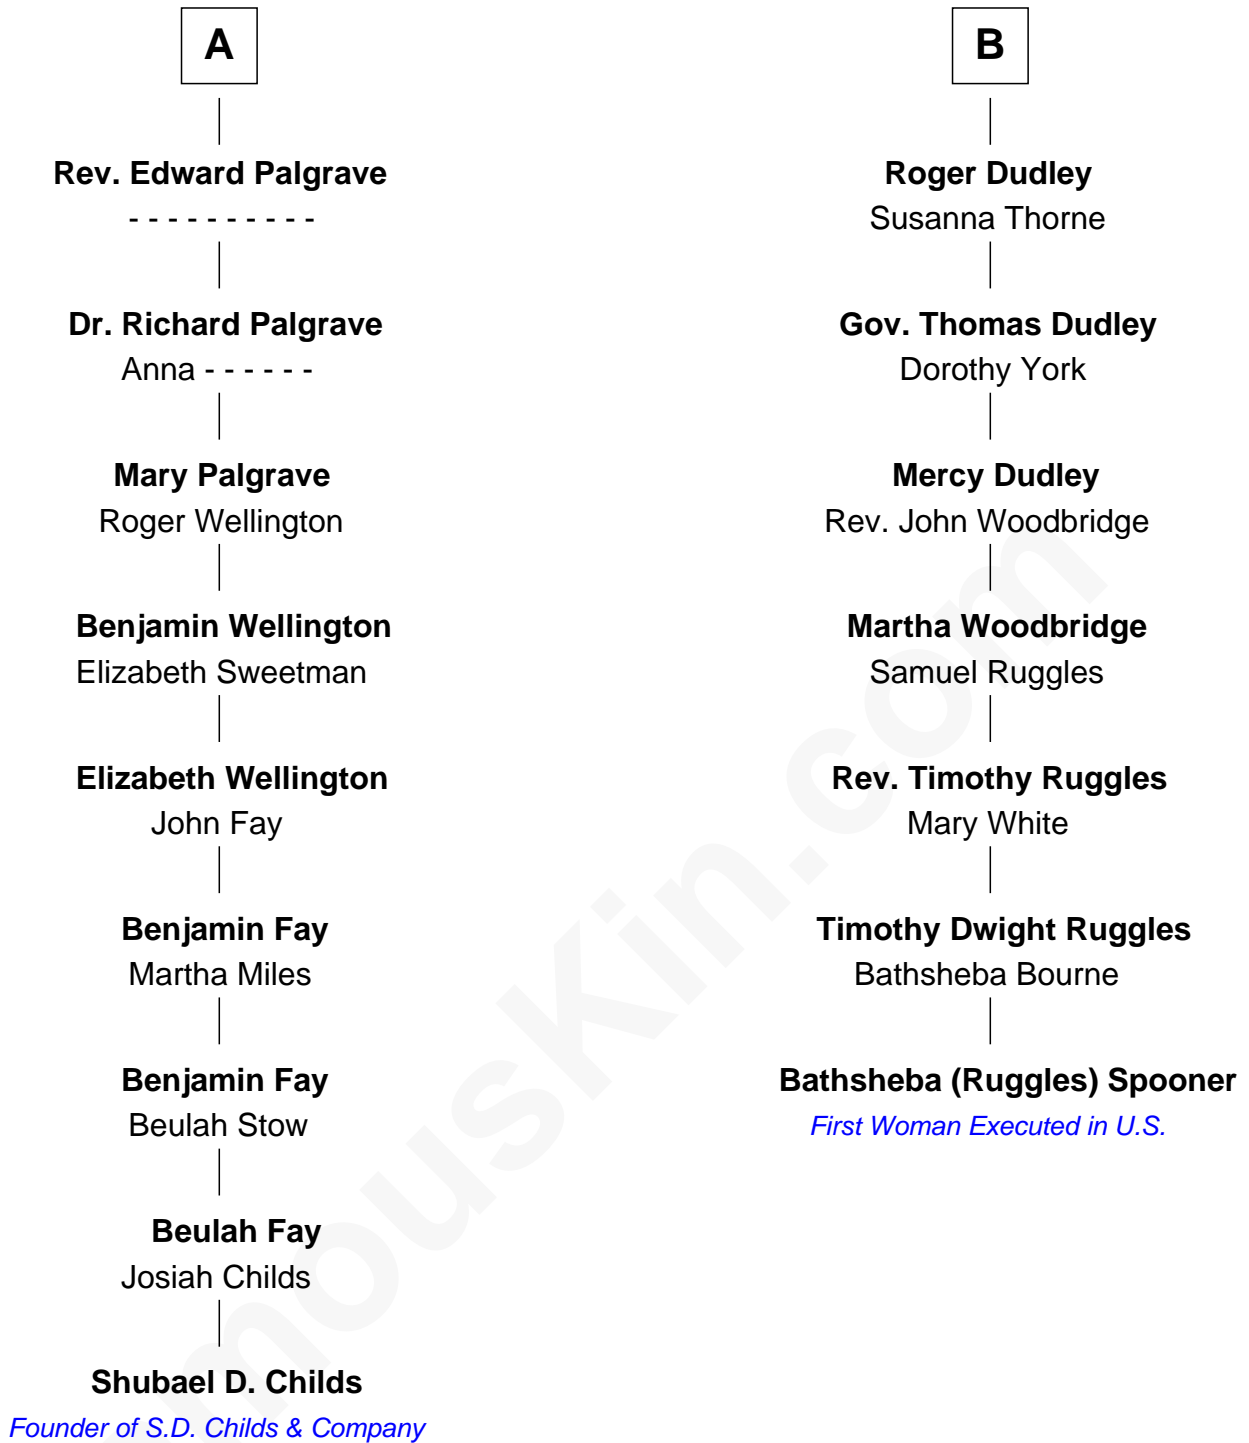 A
Rev. Edward Palgrave
- - - - - - - - - -
Dr. Richard Palgrave
Anna - - - - - -
Mary Palgrave
Roger Wellington
Benjamin Wellington
Elizabeth Sweetman
Elizabeth Wellington
John Fay
Benjamin Fay
Martha Miles
Benjamin Fay
Beulah Stow
Beulah Fay
Josiah Childs
Shubael D. Childs
Founder of S.D. Childs & Company
B
Roger Dudley
Susanna Thorne
Gov. Thomas Dudley
Dorothy York
Mercy Dudley
Rev. John Woodbridge
Martha Woodbridge
Samuel Ruggles
Rev. Timothy Ruggles
Mary White
Timothy Dwight Ruggles
Bathsheba Bourne
Bathsheba (Ruggles) Spooner
First Woman Executed in U.S.
mousKin.com